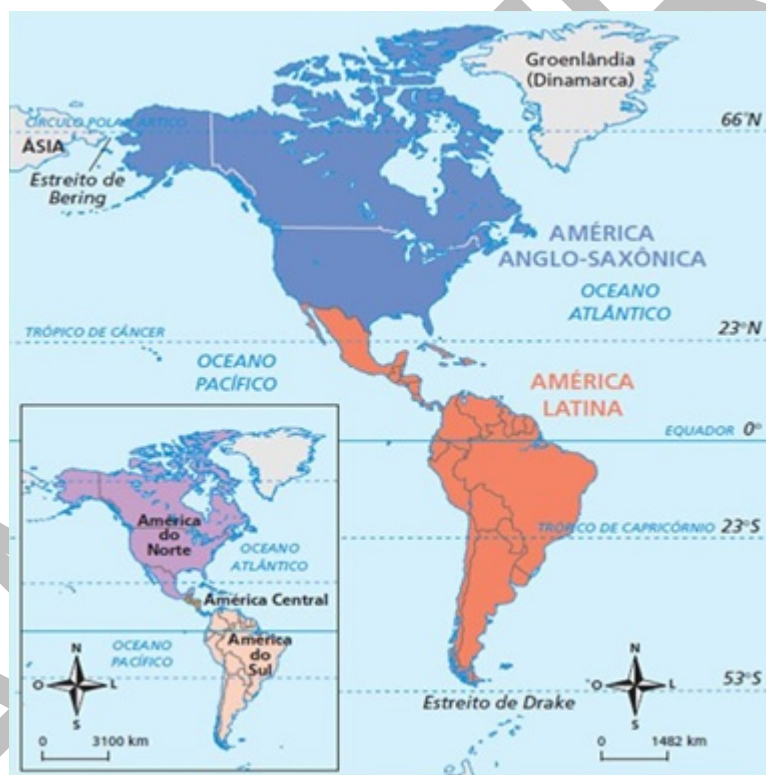 Groenlândia
(Dinamarca)
CÍRCULO POLAR ÁRTICO
66°N
ÁSIA
Estreito de
Bering
AMÉRICA
ANGLO-SAXÔNICA
OCEANO
ATLÂNTICO
TRÓPICO DE CÂNCER
23°N
OCEANO
PACÍFICO
AMÉRICA
LATINA
EQUADOR 0°
TRÓPICO DE CAPRICÓRNIO 23°S
53°S
Estreito de Drake
N
O L
S
0 1482 km
América
do
Norte
OCEANO
ATLÂNTICO
América Central
OCEANO
PACÍFICO
América
do
Sul
N
O L
S
0 3100 km